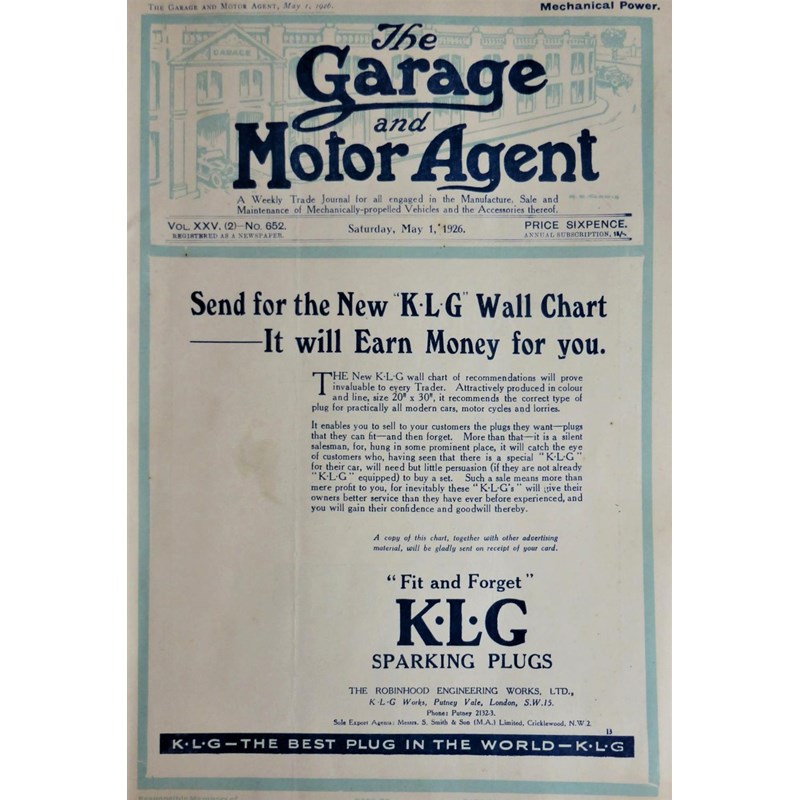 THE GARAGE AND MOTOR AGENT, May 1, 1926.
Mechanical Power.
GARAGE
The
Garage
and
Motor Agent
A Weekly Trade Journal for all engaged in the Manufacture, Sale and
Maintenance of Mechanically-propelled Vehicles and the Accessories thereof.
VOL. XXV. (2)—No. 652.
REGISTERED AS A NEWSPAPER.
Saturday, May 1, 1926.
PRICE SIXPENCE.
ANNUAL SUBSCRIPTION,
Send for the New "K·L·G" Wall Chart
—It will Earn Money for you.
THE New K·L·G wall chart of recommendations will prove
invaluable to every Trader. Attractively produced in colour
and line, size 20" x 30", it recommends the correct type of
plug for practically all modern cars, motor cycles and lorries.
It enables you to sell to your customers the plugs they want—plugs
that they can fit—and then forget. More than that—it is a silent
salesman, for, hung in some prominent place, it will catch the eye
of customers who, having seen that there is a special "K·L·G"
for their car, will need but little persuasion (if they are not already
"K·L·G" equipped) to buy a set. Such a sale means more than
mere profit to you, for inevitably these "K·L·G's" will give their
owners better service than they have ever before experienced, and
you will gain their confidence and goodwill thereby.
A copy of this chart, together with other advertising
material, will be gladly sent on receipt of your card.
"Fit and Forget"
K·L·G
SPARKING PLUGS
THE ROBINHOOD ENGINEERING WORKS, LTD.,
K·L·G Works, Putney Vale, London, S.W.15.
Phone: Putney 2132-3.
Sole Export Agents: Messrs. S. Smith & Son (M.A.) Limited, Cricklewood, N.W.2.
K·L·G—THE BEST PLUG IN THE WORLD—K·L·G